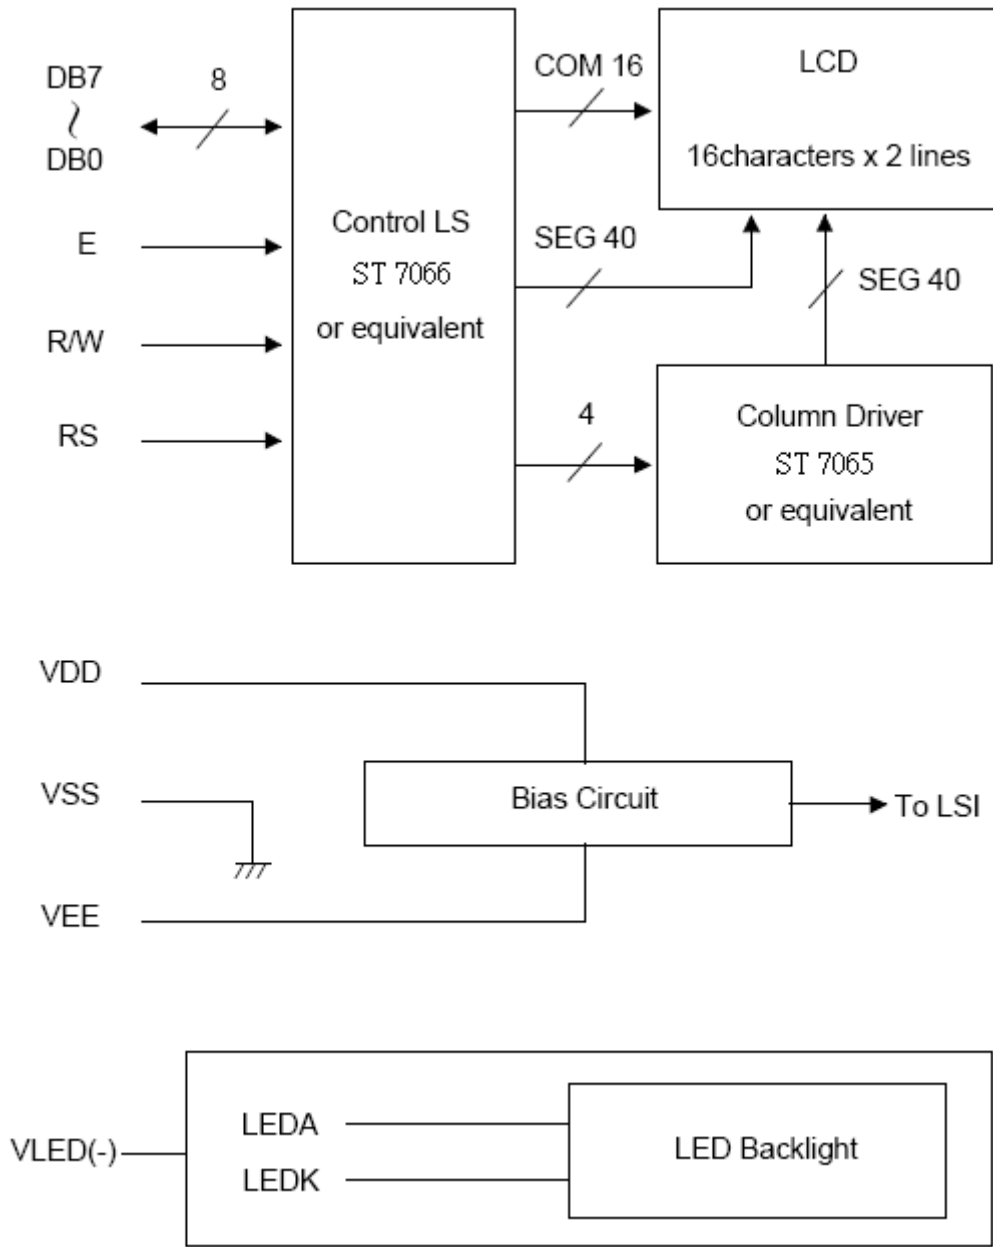 DB7
~
DB0
8
E
R/W
RS
Control LS
ST 7066
or equivalent
COM 16
SEG 40
4
LCD
16characters x 2 lines
SEG 40
Column Driver
ST 7065
or equivalent
VDD
VSS
VEE
Bias Circuit
To LSI
VLED(-)
LEDA
LEDK
LED Backlight